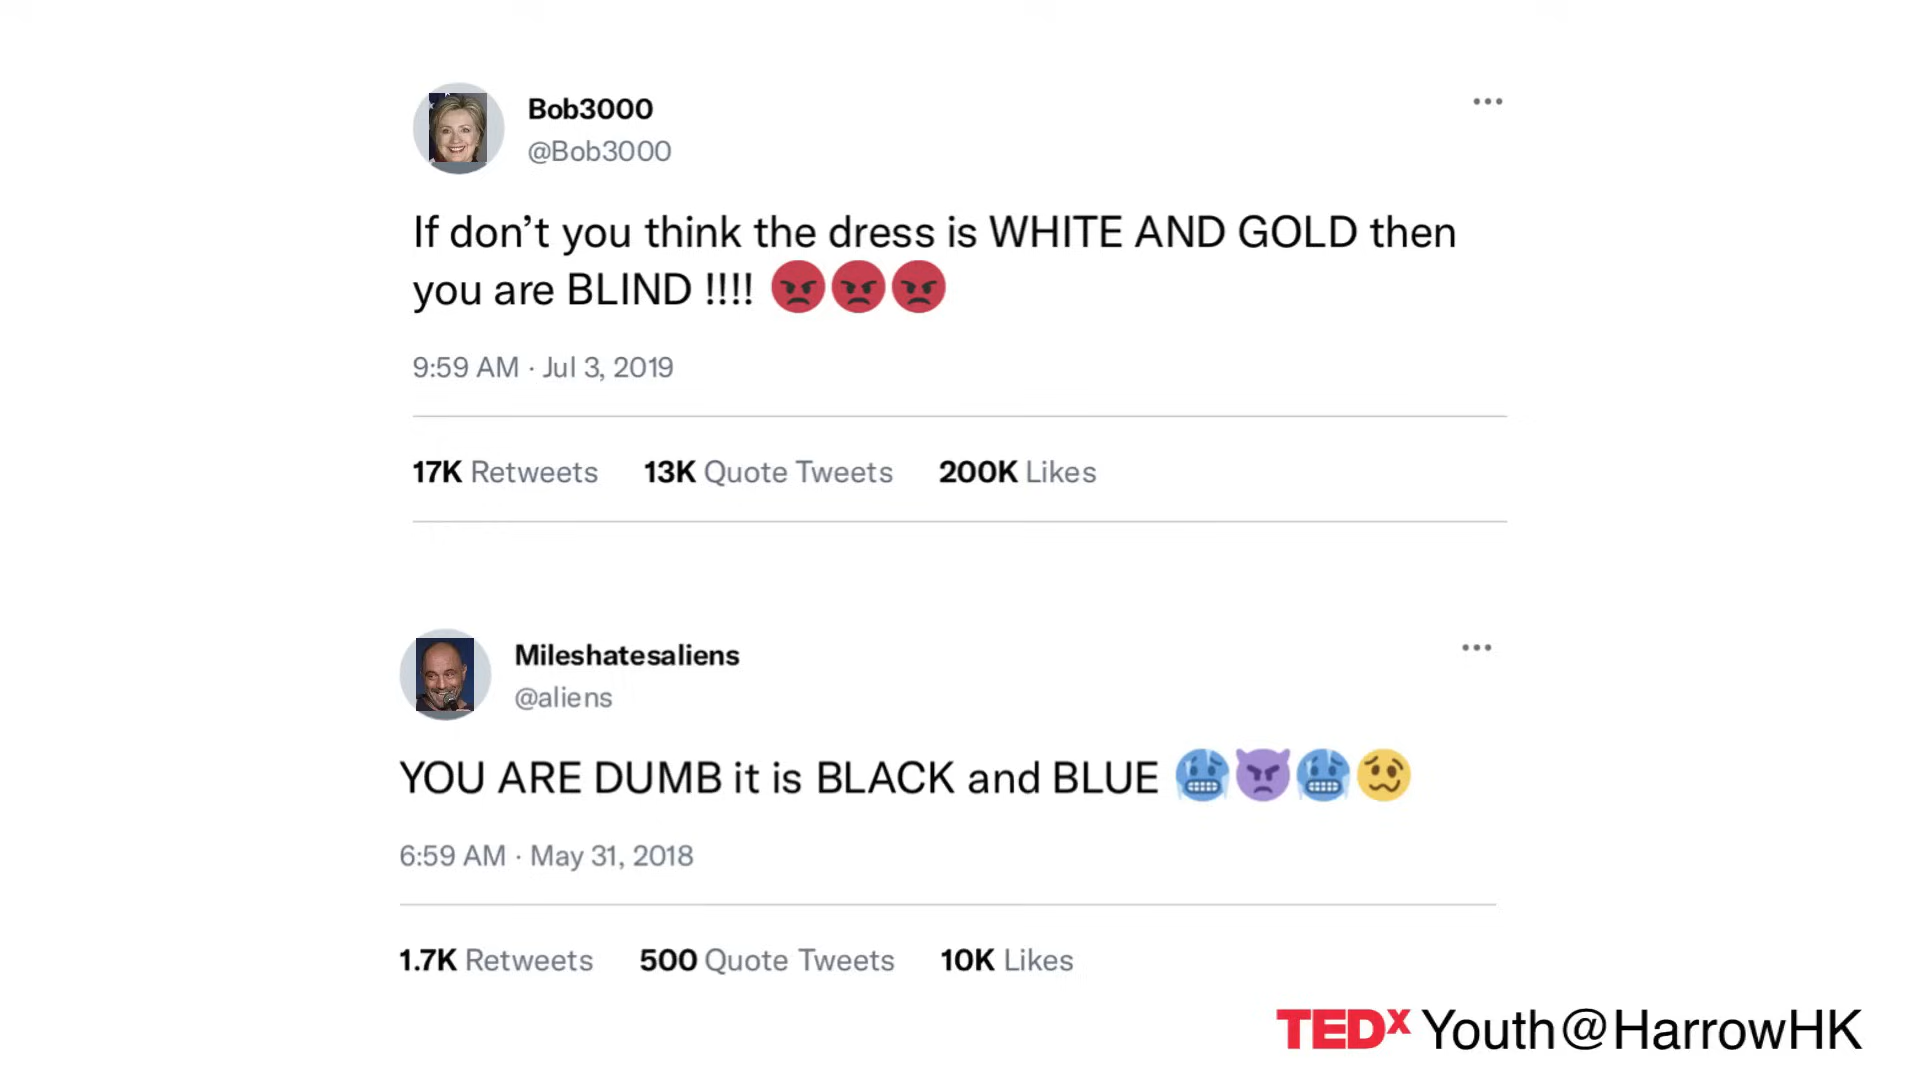 Bob3000
@Bob3000
If don't you think the dress is WHITE AND GOLD then
you are BLIND !!!! 😡😡😡
9:59 AM · Jul 3, 2019
17K Retweets 13K Quote Tweets 200K Likes
Mileshatesaliens
@aliens
YOU ARE DUMB it is BLACK and BLUE 🥶👿🥶🥴
6:59 AM · May 31, 2018
1.7K Retweets 500 Quote Tweets 10K Likes
TEDx Youth@HarrowHK